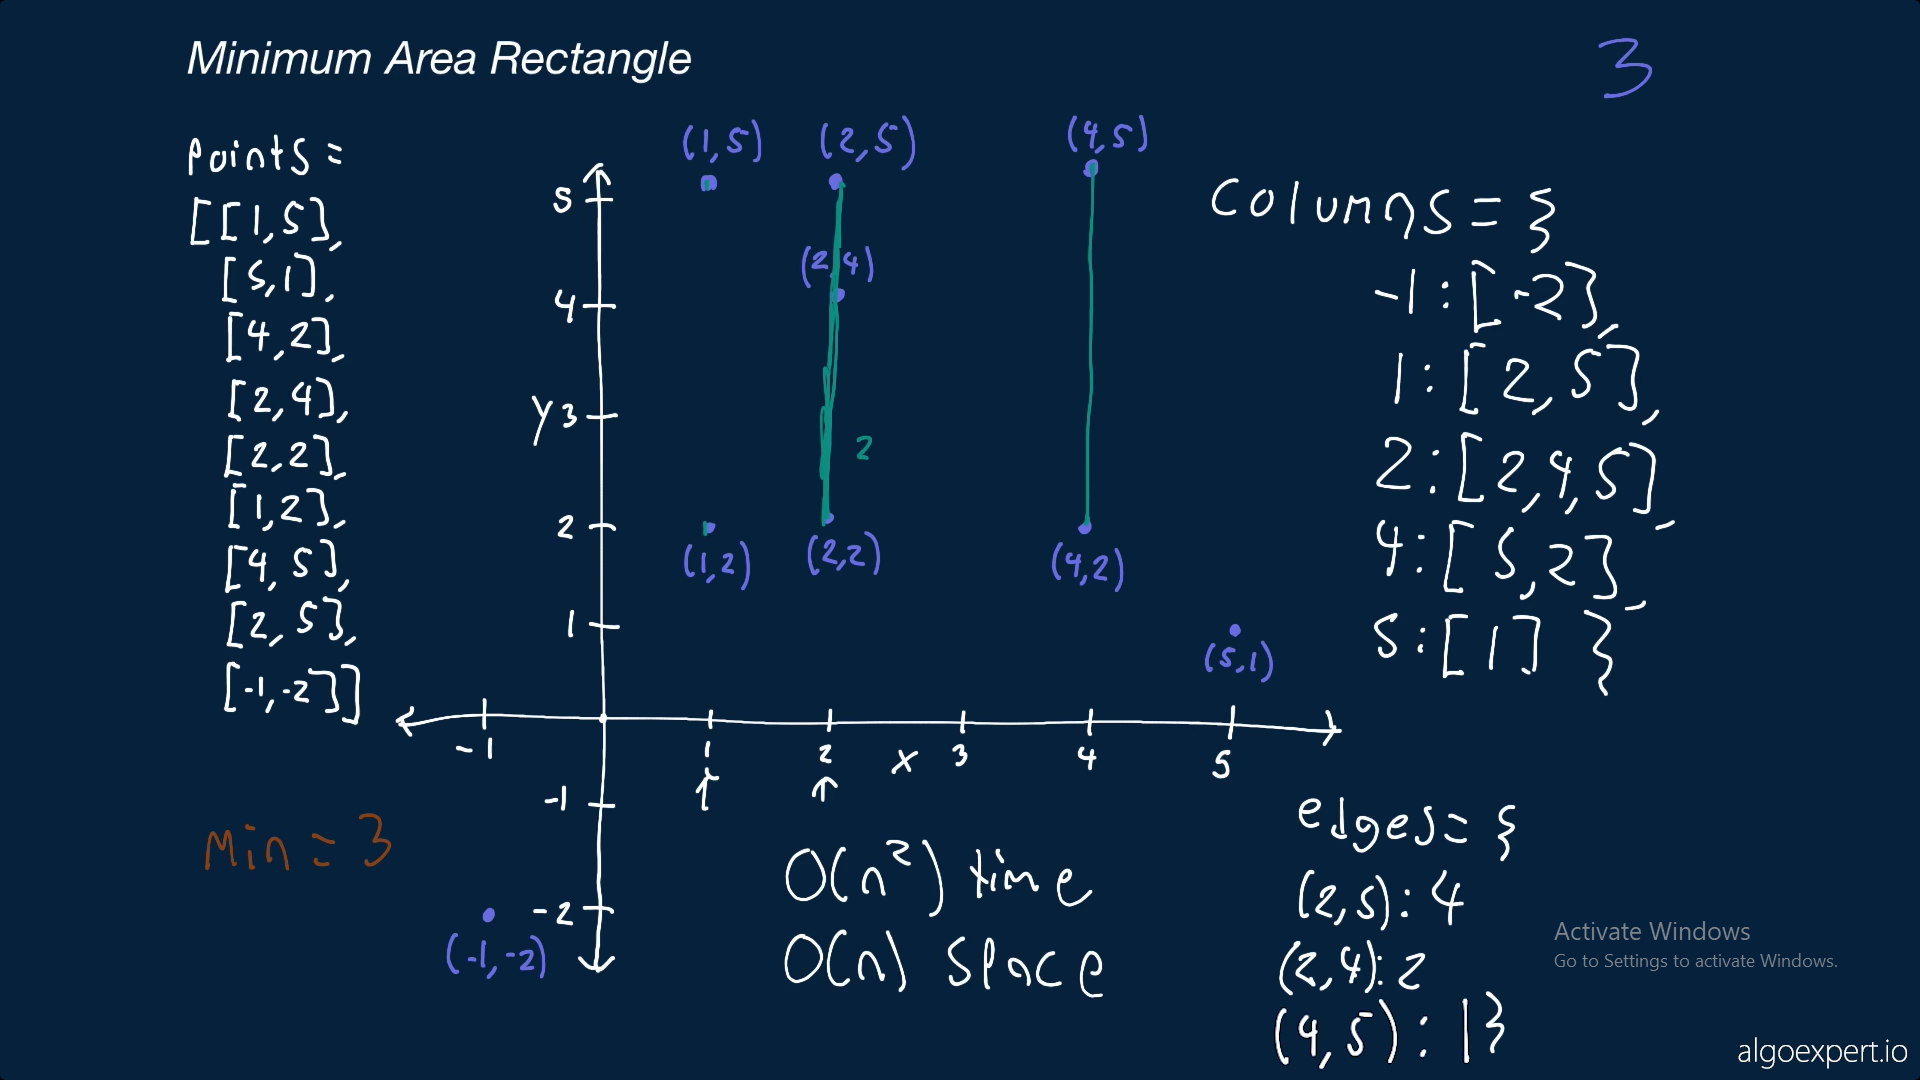 Minimum Area Rectangle
3
points =
[[1,5],
[5,1],
[4,2],
[2,4],
[2,2],
[1,2],
[4,5],
[2,5],
[-1,-2]]
(1,5) (2,5) (4,5)
5
(2,4)
4
y 3
2
2
(1,2) (2,2) (4,2)
1
(5,1)
-1 1 2 x 3 4 5
-1
-2
(-1,-2)
Min = 3
O(n²) time
O(n) space
Columns = {
-1: [-2],
1: [2,5],
2: [2,4,5],
4: [5,2],
5: [1] }
edges = {
(2,5): 4
(2,4): 2
(4,5): 1}
Activate Windows
Go to Settings to activate Windows.
algoexpert.io